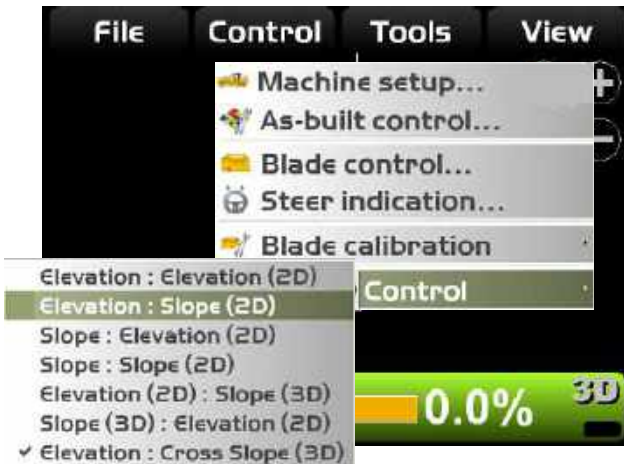 File Control Tools View
Machine setup...
As-built control...
Blade control...
Steer indication...
Blade calibration
Control
Elevation : Elevation (2D)
Elevation : Slope (2D)
Slope : Elevation (2D)
Slope : Slope (2D)
Elevation (2D) : Slope (3D)
Slope (3D) : Elevation (2D)
Elevation : Cross Slope (3D)
0.0% 3D